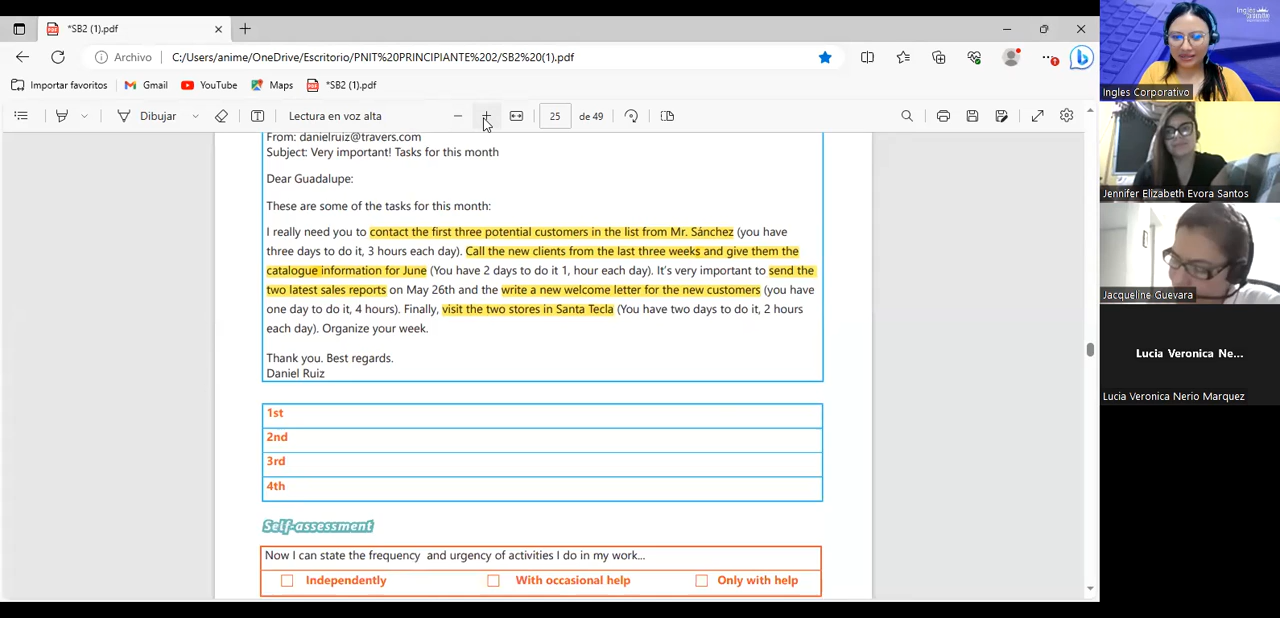 *SB2 (1).pdf
Archivo
C:/Users/anime/OneDrive/Escritorio/PNIT%20PRINCIPIANTE%202/SB2%20(1).pdf
Importar favoritos
Gmail
YouTube
Maps
*SB2 (1).pdf
Dibujar
Lectura en voz alta
25
de 49
From: danielruiz@travers.com
Subject: Very important! Tasks for this month
Dear Guadalupe:
These are some of the tasks for this month:
I really need you to contact the first three potential customers in the list from Mr. Sánchez (you have
three days to do it, 3 hours each day). Call the new clients from the last three weeks and give them the
catalogue information for June (You have 2 days to do it 1, hour each day). It's very important to send the
two latest sales reports on May 26th and the write a new welcome letter for the new customers (you have
one day to do it, 4 hours). Finally, visit the two stores in Santa Tecla (You have two days to do it, 2 hours
each day). Organize your week.
Thank you. Best regards.
Daniel Ruiz
1st
2nd
3rd
4th
Self-assessment
Now I can state the frequency and urgency of activities I do in my work...
Independently
With occasional help
Only with help
Ingles Corporativo
Jennifer Elizabeth Evora Santos
Jacqueline Guevara
Lucia Veronica Ne...
Lucia Veronica Nerio Marquez